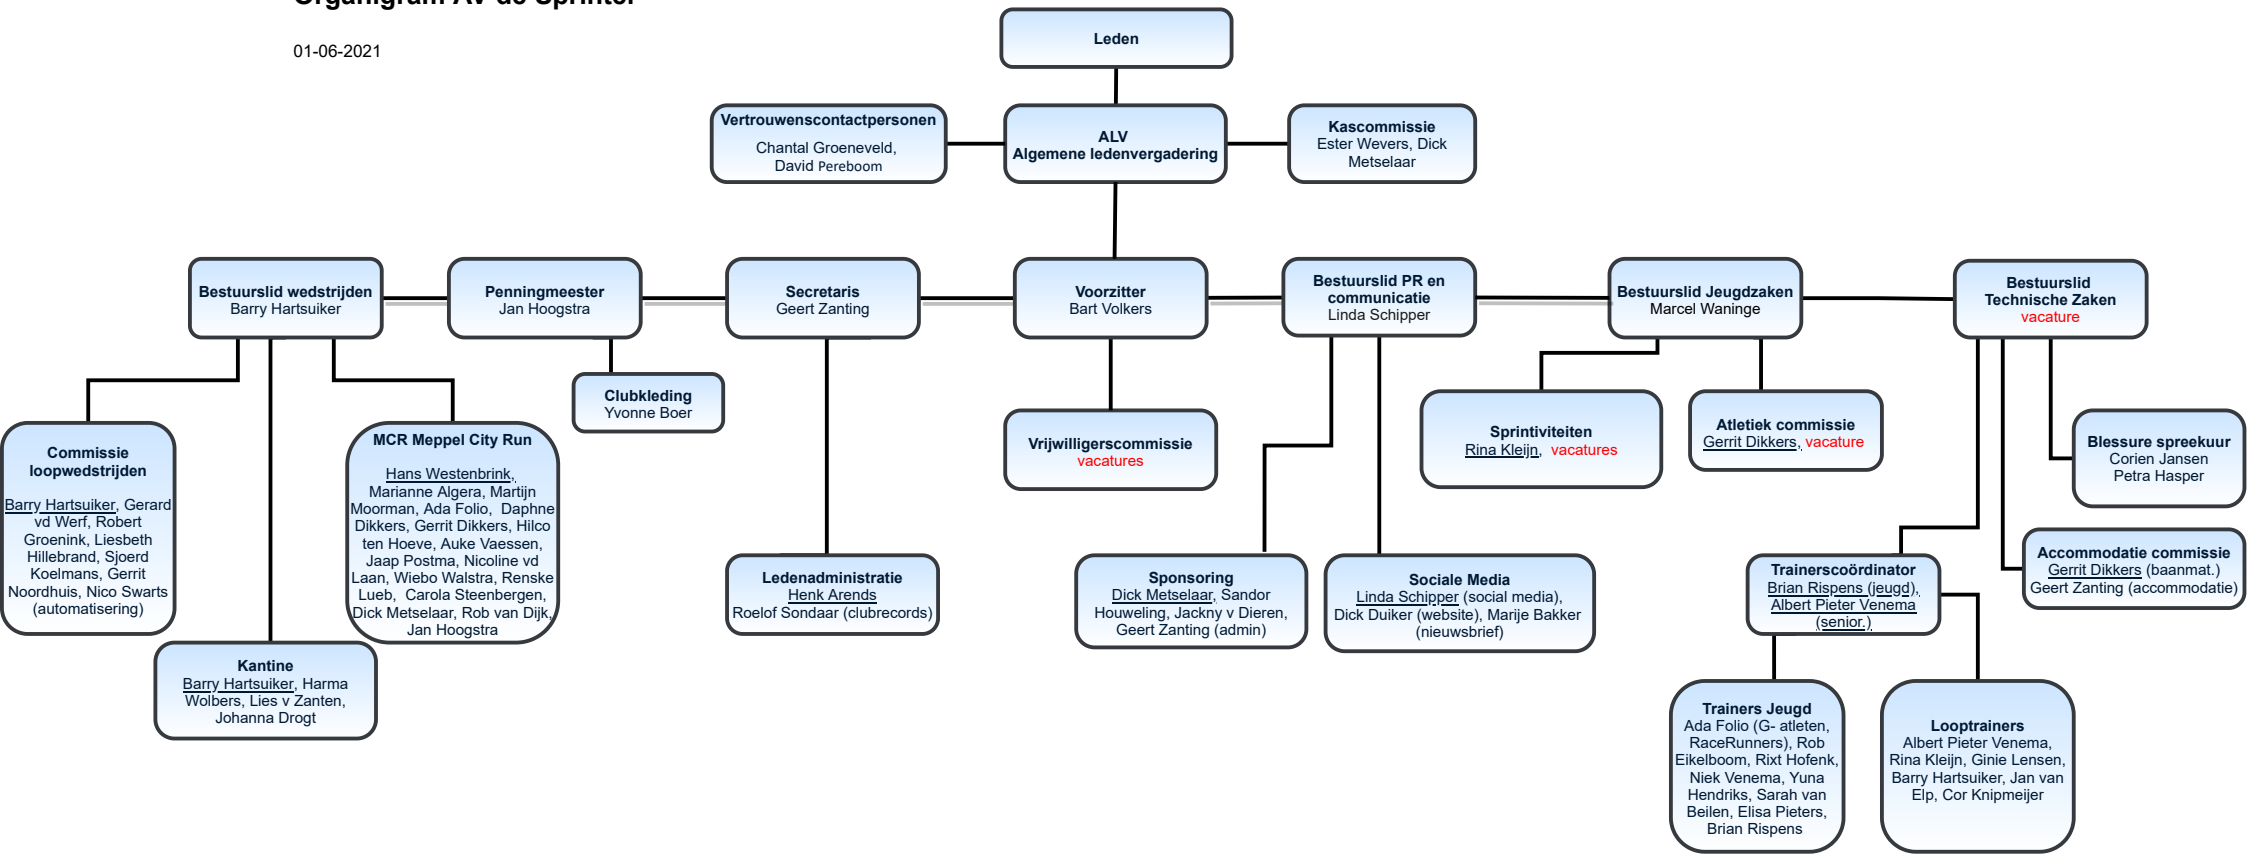 Organigram AV de Sprinter
01-06-2021
Leden
Vertrouwenscontactpersonen
Chantal Groeneveld,
David Pereboom
ALV
Algemene ledenvergadering
Kascommissie
Ester Wevers, Dick
Metselaar
Bestuurslid wedstrijden
Barry Hartsuiker
Penningmeester
Jan Hoogstra
Secretaris
Geert Zanting
Voorzitter
Bart Volkers
Bestuurslid PR en
communicatie
Linda Schipper
Bestuurslid Jeugdzaken
Marcel Waninge
Bestuurslid
Technische Zaken
vacature
Clubkleding
Yvonne Boer
Commissie
loopwedstrijden
Barry Hartsuiker, Gerard
vd Werf, Robert
Groenink, Liesbeth
Hillebrand, Sjoerd
Koelmans, Gerrit
Noordhuis, Nico Swarts
(automatisering)
MCR Meppel City Run
Hans Westenbrink,
Marianne Algera, Martijn
Moorman, Ada Folio, Daphne
Dikkers, Gerrit Dikkers, Hilco
ten Hoeve, Auke Vaessen,
Jaap Postma, Nicoline vd
Laan, Wiebo Walstra, Renske
Lueb, Carola Steenbergen,
Dick Metselaar, Rob van Dijk,
Jan Hoogstra
Kantine
Barry Hartsuiker, Harma
Wolbers, Lies v Zanten,
Johanna Drogt
Ledenadministratie
Henk Arends
Roelof Sondaar (clubrecords)
Vrijwilligerscommissie
vacatures
Sponsoring
Dick Metselaar, Sandor
Houweling, Jackny v Dieren,
Geert Zanting (admin)
Sociale Media
Linda Schipper (social media),
Dick Duiker (website), Marije Bakker
(nieuwsbrief)
Sprintiviteiten
Rina Kleijn, vacatures
Atletiek commissie
Gerrit Dikkers, vacature
Blessure spreekuur
Corien Jansen
Petra Hasper
Accommodatie commissie
Gerrit Dikkers (baanmat.)
Geert Zanting (accommodatie)
Trainerscoördinator
Brian Rispens (jeugd),
Albert Pieter Venema
(senior.)
Trainers Jeugd
Ada Folio (G- atleten,
RaceRunners), Rob
Eikelboom, Rixt Hofenk,
Niek Venema, Yuna
Hendriks, Sarah van
Beilen, Elisa Pieters,
Brian Rispens
Looptrainers
Albert Pieter Venema,
Rina Kleijn, Ginie Lensen,
Barry Hartsuiker, Jan van
Elp, Cor Knipmeijer